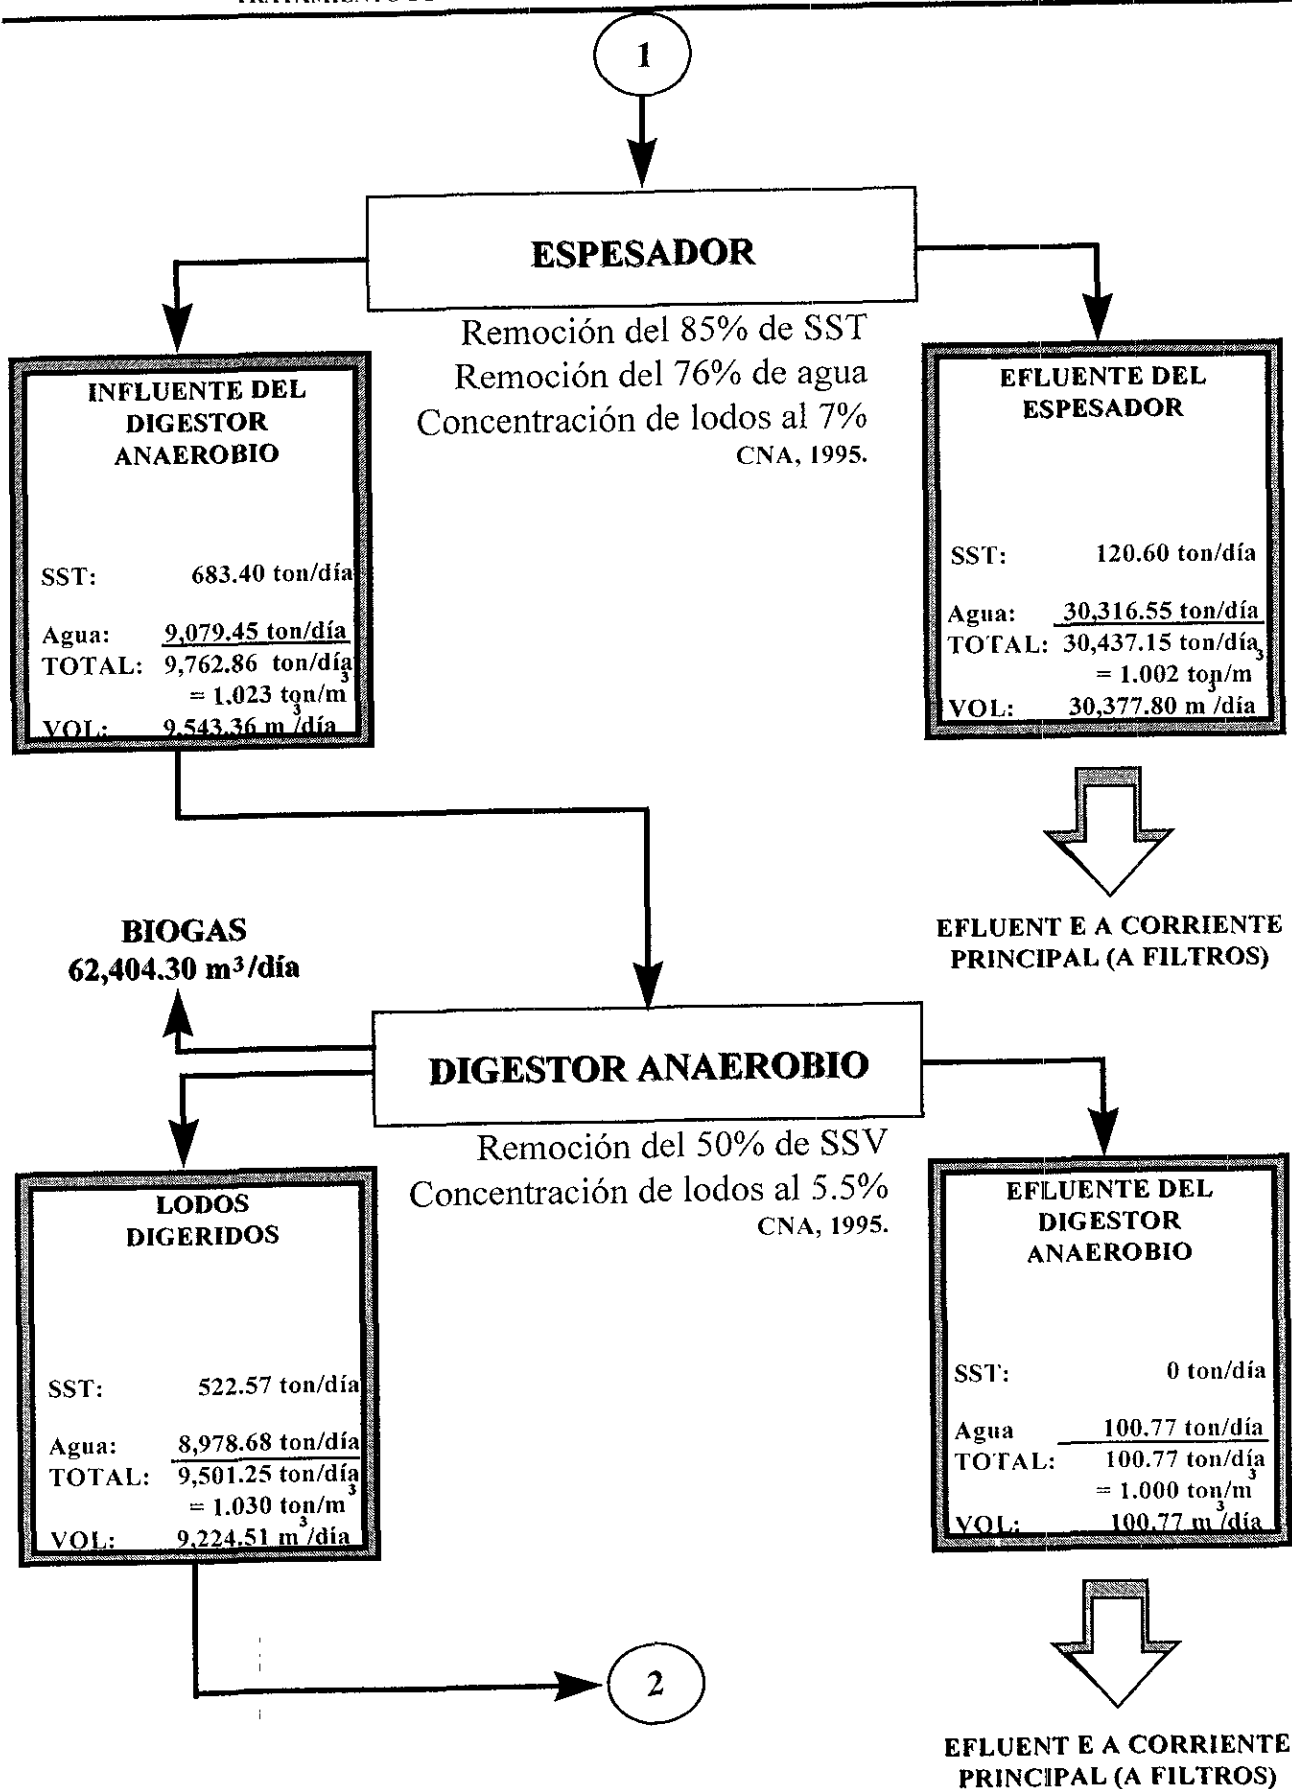 1
ESPESADOR
Remoción del 85% de SST
Remoción del 76% de agua
Concentración de lodos al 7%
CNA, 1995.
INFLUENTE DEL
DIGESTOR
ANAEROBIO
SST: 683.40 ton/día
Agua: 9,079.45 ton/día
TOTAL: 9,762.86 ton/día
= 1.023 ton/m³
VOL: 9,543.36 m³/día
EFLUENTE DEL
ESPESADOR
SST: 120.60 ton/día
Agua: 30,316.55 ton/día
TOTAL: 30,437.15 ton/día
= 1.002 ton/m³
VOL: 30,377.80 m³/día
EFLUENT E A CORRIENTE
PRINCIPAL (A FILTROS)
BIOGAS
62,404.30 m³/día
DIGESTOR ANAEROBIO
Remoción del 50% de SSV
Concentración de lodos al 5.5%
CNA, 1995.
LODOS
DIGERIDOS
SST: 522.57 ton/día
Agua: 8,978.68 ton/día
TOTAL: 9,501.25 ton/día
= 1.030 ton/m³
VOL: 9,224.51 m³/día
EFLUENTE DEL
DIGESTOR
ANAEROBIO
SST: 0 ton/día
Agua 100.77 ton/día
TOTAL: 100.77 ton/día
= 1.000 ton/m³
VOL: 100.77 m³/día
2
EFLUENT E A CORRIENTE
PRINCIPAL (A FILTROS)